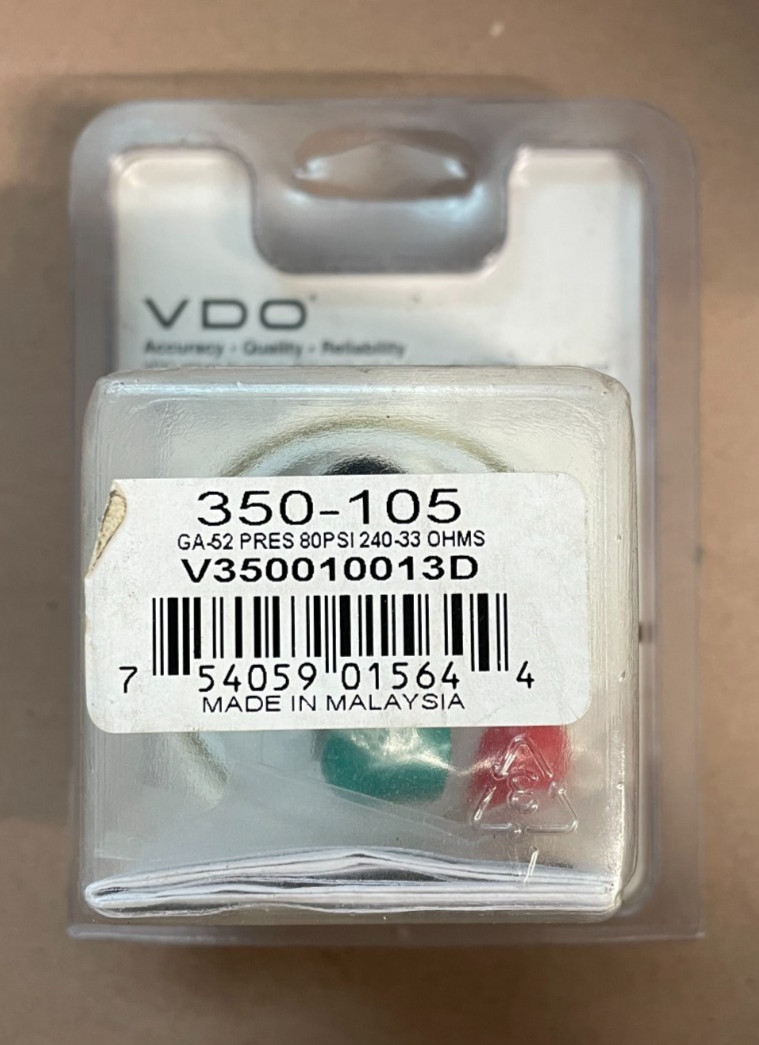 VDO
Accuracy - Quality - Reliability
350-105
GA-52 PRES 80PSI 240-33 OHMS
V350010013D
7 54059 01564 4
MADE IN MALAYSIA
3